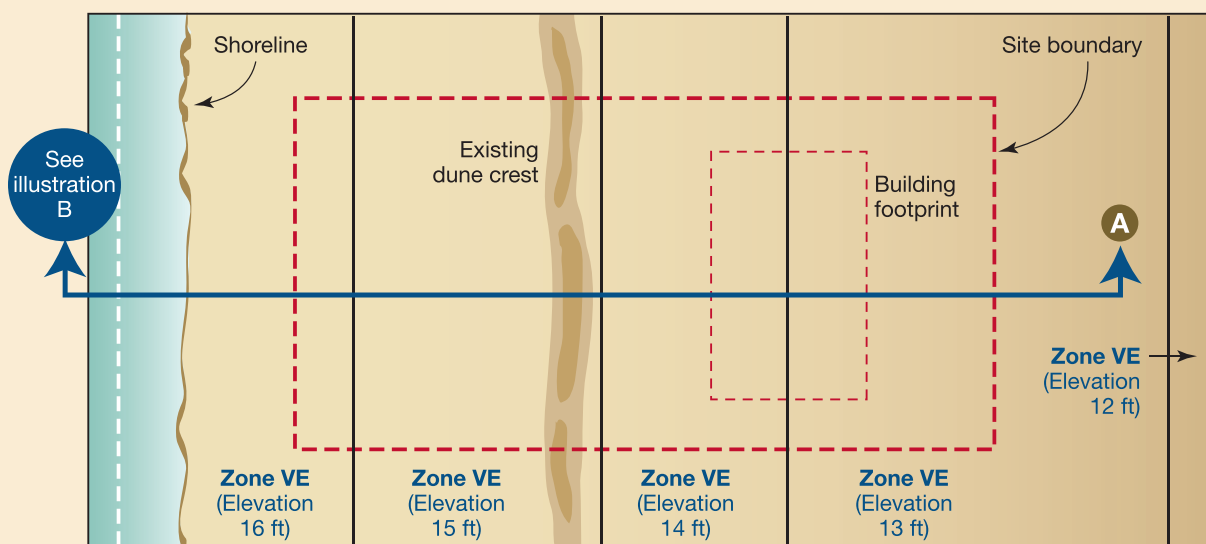 Shoreline
Site boundary
See
illustration
B
Existing
dune crest
Building
footprint
A
Zone VE
(Elevation
12 ft)
Zone VE
(Elevation
16 ft)
Zone VE
(Elevation
15 ft)
Zone VE
(Elevation
14 ft)
Zone VE
(Elevation
13 ft)